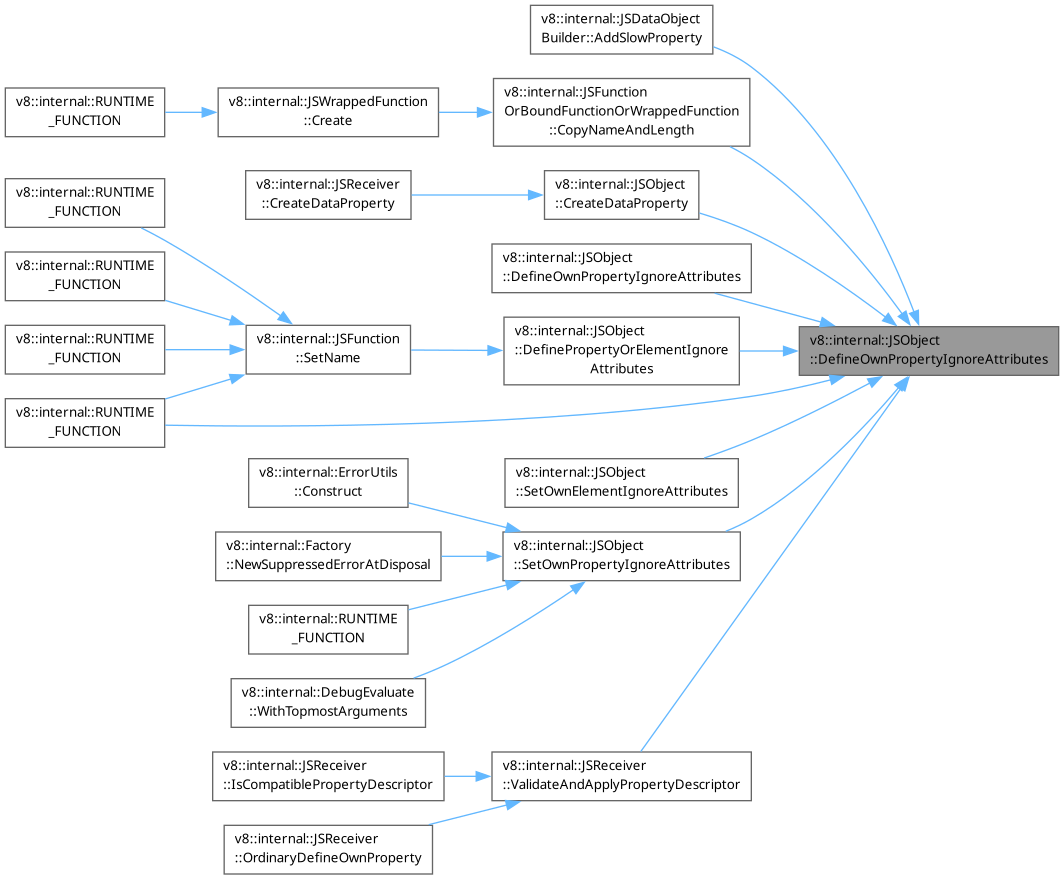 v8::internal::JSDataObject
Builder::AddSlowProperty
v8::internal::RUNTIME
_FUNCTION
v8::internal::JSWrappedFunction
::Create
v8::internal::JSFunction
OrBoundFunctionOrWrappedFunction
::CopyNameAndLength
v8::internal::RUNTIME
_FUNCTION
v8::internal::JSReceiver
::CreateDataProperty
v8::internal::JSObject
::CreateDataProperty
v8::internal::RUNTIME
_FUNCTION
v8::internal::JSObject
::DefineOwnPropertyIgnoreAttributes
v8::internal::RUNTIME
_FUNCTION
v8::internal::JSFunction
::SetName
v8::internal::JSObject
::DefinePropertyOrElementIgnore
Attributes
v8::internal::JSObject
::DefineOwnPropertyIgnoreAttributes
v8::internal::RUNTIME
_FUNCTION
v8::internal::ErrorUtils
::Construct
v8::internal::JSObject
::SetOwnElementIgnoreAttributes
v8::internal::Factory
::NewSuppressedErrorAtDisposal
v8::internal::JSObject
::SetOwnPropertyIgnoreAttributes
v8::internal::RUNTIME
_FUNCTION
v8::internal::DebugEvaluate
::WithTopmostArguments
v8::internal::JSReceiver
::IsCompatiblePropertyDescriptor
v8::internal::JSReceiver
::ValidateAndApplyPropertyDescriptor
v8::internal::JSReceiver
::OrdinaryDefineOwnProperty